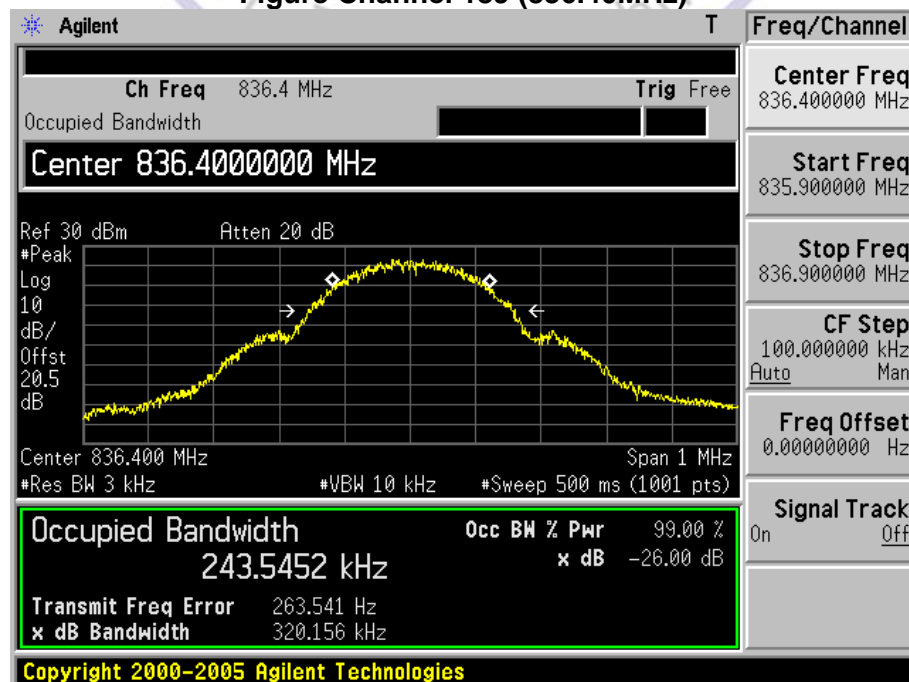 Agilent T
Freq/Channel
Ch Freq 836.4 MHz Trig Free
Occupied Bandwidth
Center 836.4000000 MHz
Ref 30 dBm Atten 20 dB
#Peak
Log
10
dB/
Offst
20.5
dB
Center 836.400 MHz Span 1 MHz
#Res BW 3 kHz #VBW 10 kHz #Sweep 500 ms (1001 pts)
Occupied Bandwidth Occ BW % Pwr 99.00 %
243.5452 kHz x dB -26.00 dB
Transmit Freq Error 263.541 Hz
x dB Bandwidth 320.156 kHz
Copyright 2000-2005 Agilent Technologies
Center Freq
836.400000 MHz
Start Freq
835.900000 MHz
Stop Freq
836.900000 MHz
CF Step
100.000000 kHz
Auto Man
Freq Offset
0.00000000 Hz
Signal Track
On Off